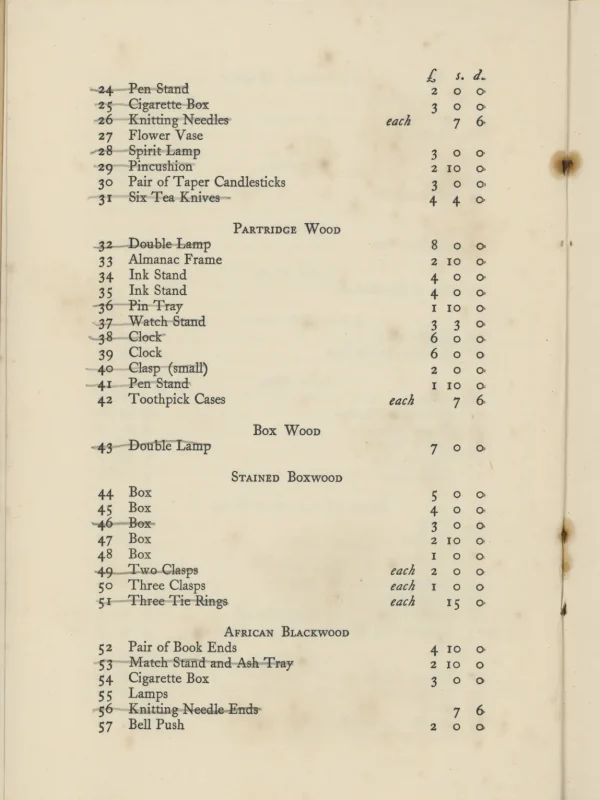 £ s. d.
24 Pen Stand 2 0 0
25 Cigarette Box 3 0 0
26 Knitting Needles each 7 6
27 Flower Vase
28 Spirit Lamp 3 0 0
29 Pincushion 2 10 0
30 Pair of Taper Candlesticks 3 0 0
31 Six Tea Knives 4 4 0
Partridge Wood
32 Double Lamp 8 0 0
33 Almanac Frame 2 10 0
34 Ink Stand 4 0 0
35 Ink Stand 4 0 0
36 Pin Tray 1 10 0
37 Watch Stand 3 3 0
38 Clock 6 0 0
39 Clock 6 0 0
40 Clasp (small) 2 0 0
41 Pen Stand 1 10 0
42 Toothpick Cases each 7 6
Box Wood
43 Double Lamp 7 0 0
Stained Boxwood
44 Box 5 0 0
45 Box 4 0 0
46 Box 3 0 0
47 Box 2 10 0
48 Box 1 0 0
49 Two Clasps each 2 0 0
50 Three Clasps each 1 0 0
51 Three Tie Rings each 15 0
African Blackwood
52 Pair of Book Ends 4 10 0
53 Match Stand and Ash Tray 2 10 0
54 Cigarette Box 3 0 0
55 Lamps
56 Knitting Needle Ends 7 6
57 Bell Push 2 0 0